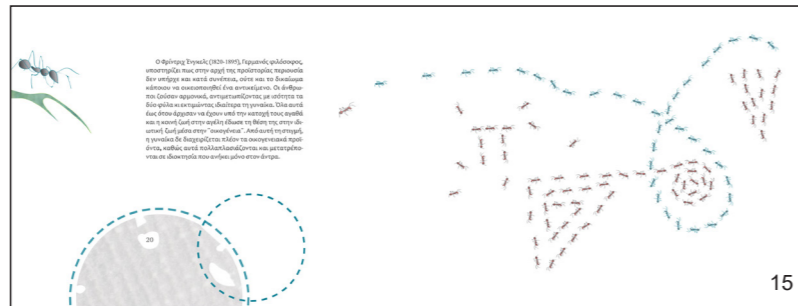 Ο Φρίντριχ Ένγκελς (1820-1895), Γερμανός φιλόσοφος,
υποστηρίζει πως στην αρχή της προϊστορίας περιουσία
δεν υπήρχε και κατά συνέπεια, ούτε και το δικαίωμα
κάποιου να οικειοποιηθεί ένα αντικείμενο. Οι άνθρω-
ποι ζούσαν αρμονικά, αντιμετωπίζοντας με ισότητα τα
δύο φύλα κι εκτιμώντας ιδιαίτερα τη γυναίκα. Όλα αυτά
έως ότου άρχισαν να έχουν υπό την κατοχή τους αγαθά
και η κοινή ζωή στην αγέλη έδωσε τη θέση της στην ιδι-
ωτική ζωή μέσα στην "οικογένεια". Από αυτή τη στιγμή,
η γυναίκα δε διαχειρίζεται πλέον τα οικογενειακά προϊ-
όντα, καθώς αυτά πολλαπλασιάζονται και μετατρέπο-
νται σε ιδιοκτησία που ανήκει μόνο στον άντρα.
20
15